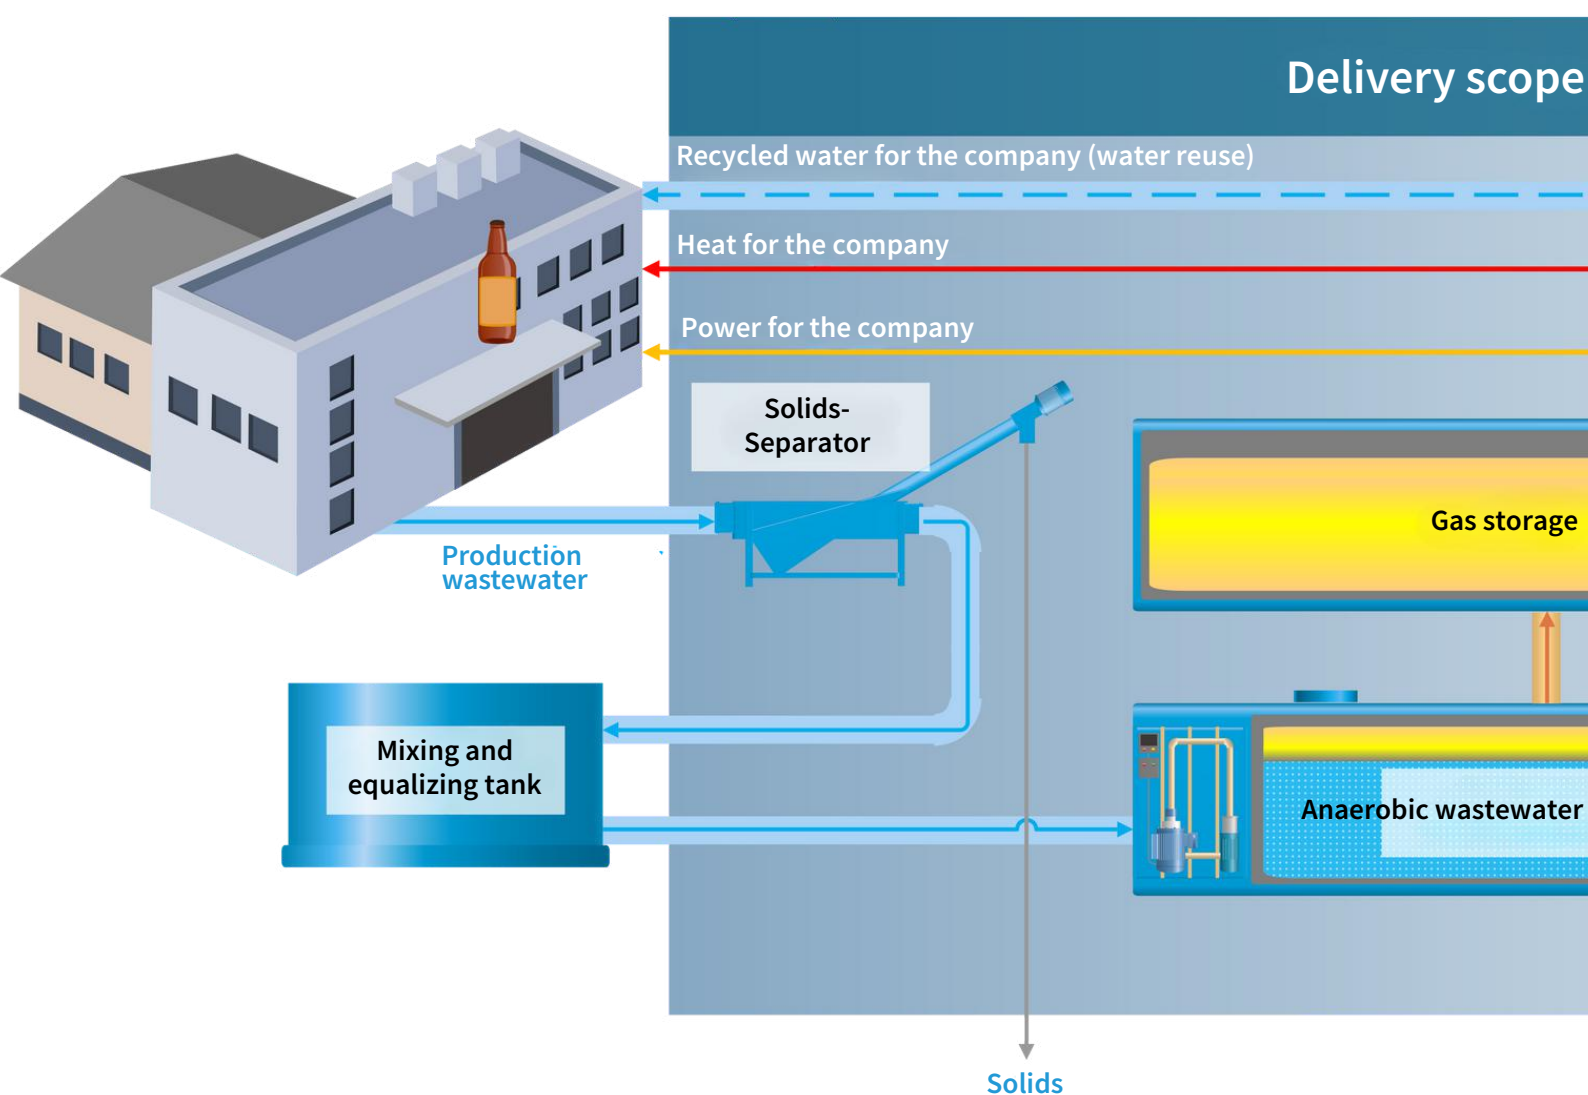 Delivery scope
Recycled water for the company (water reuse)
Heat for the company
Power for the company
Solids-
Separator
Gas storage
Production
wastewater
Mixing and
equalizing tank
Anaerobic wastewater
Solids